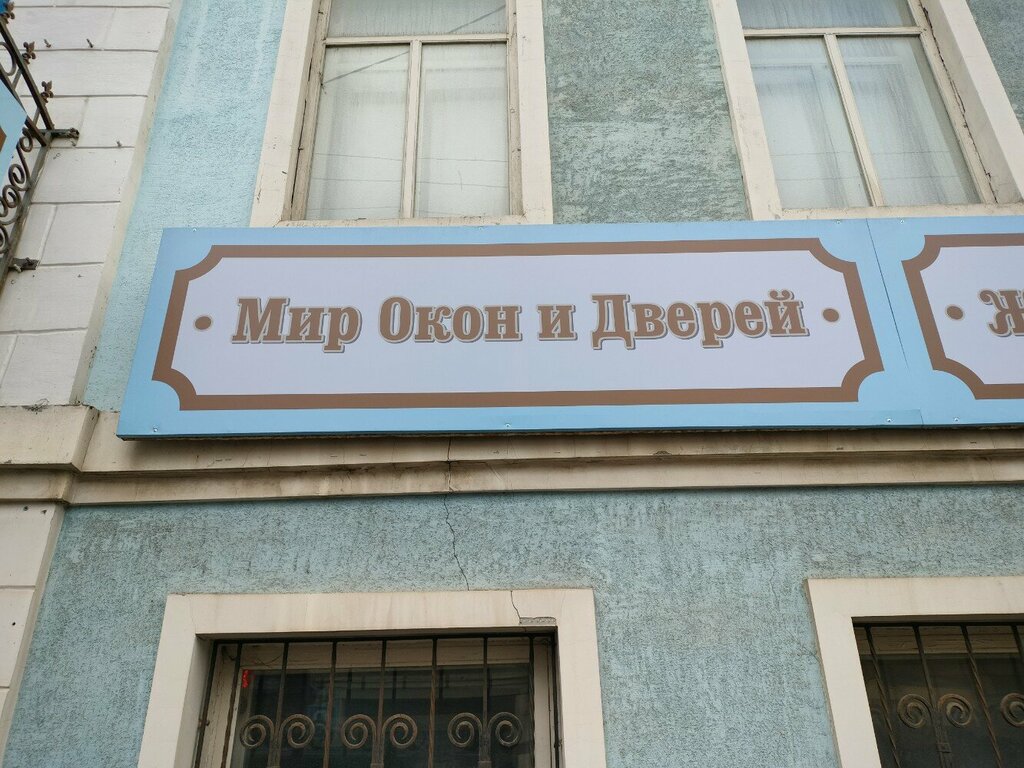 Мир Окон и Дверей